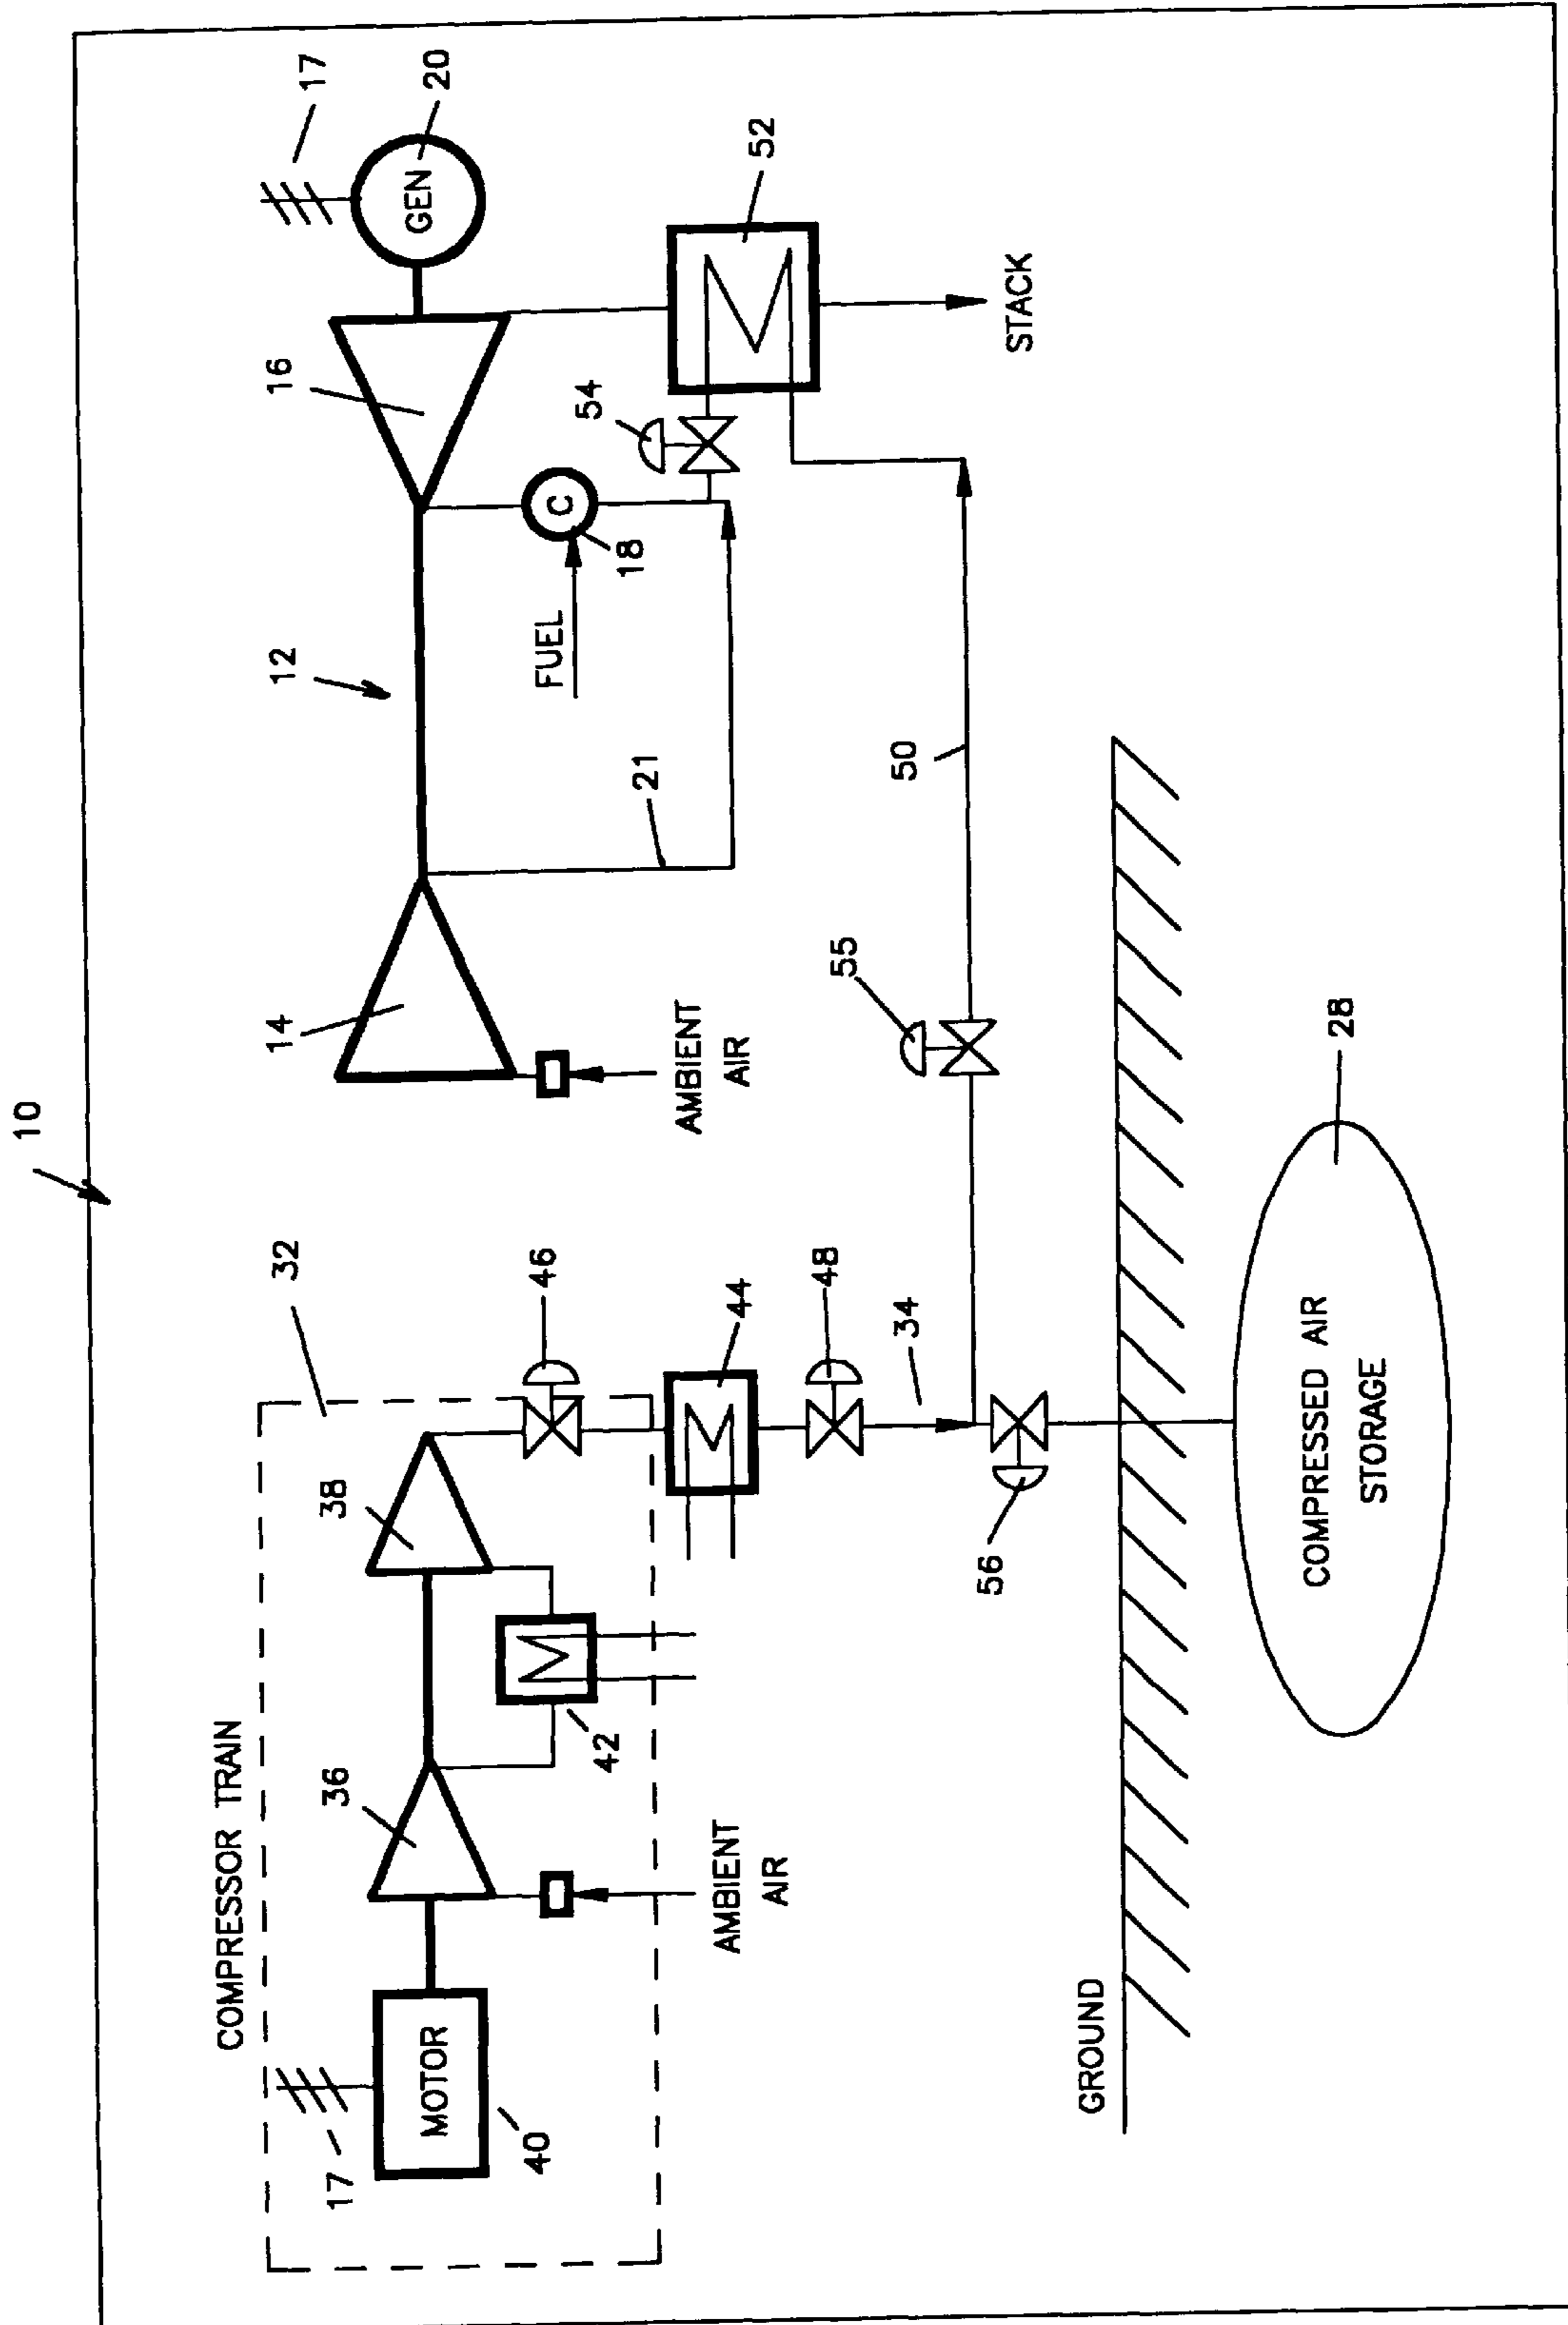 10
COMPRESSOR TRAIN
32
17
MOTOR
40
36
42
38
46
AMBIENT
AIR
44
48
34
56
14
AMBIENT
AIR
12
21
16
17
GEN
20
FUEL
C
18
54
52
STACK
55
50
GROUND
COMPRESSED AIR
STORAGE
28